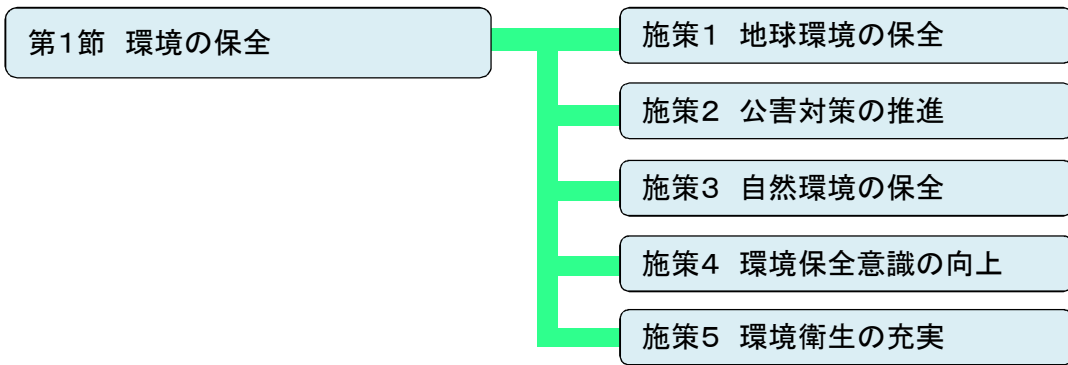 第1節 環境の保全
施策1 地球環境の保全
施策2 公害対策の推進
施策3 自然環境の保全
施策4 環境保全意識の向上
施策5 環境衛生の充実